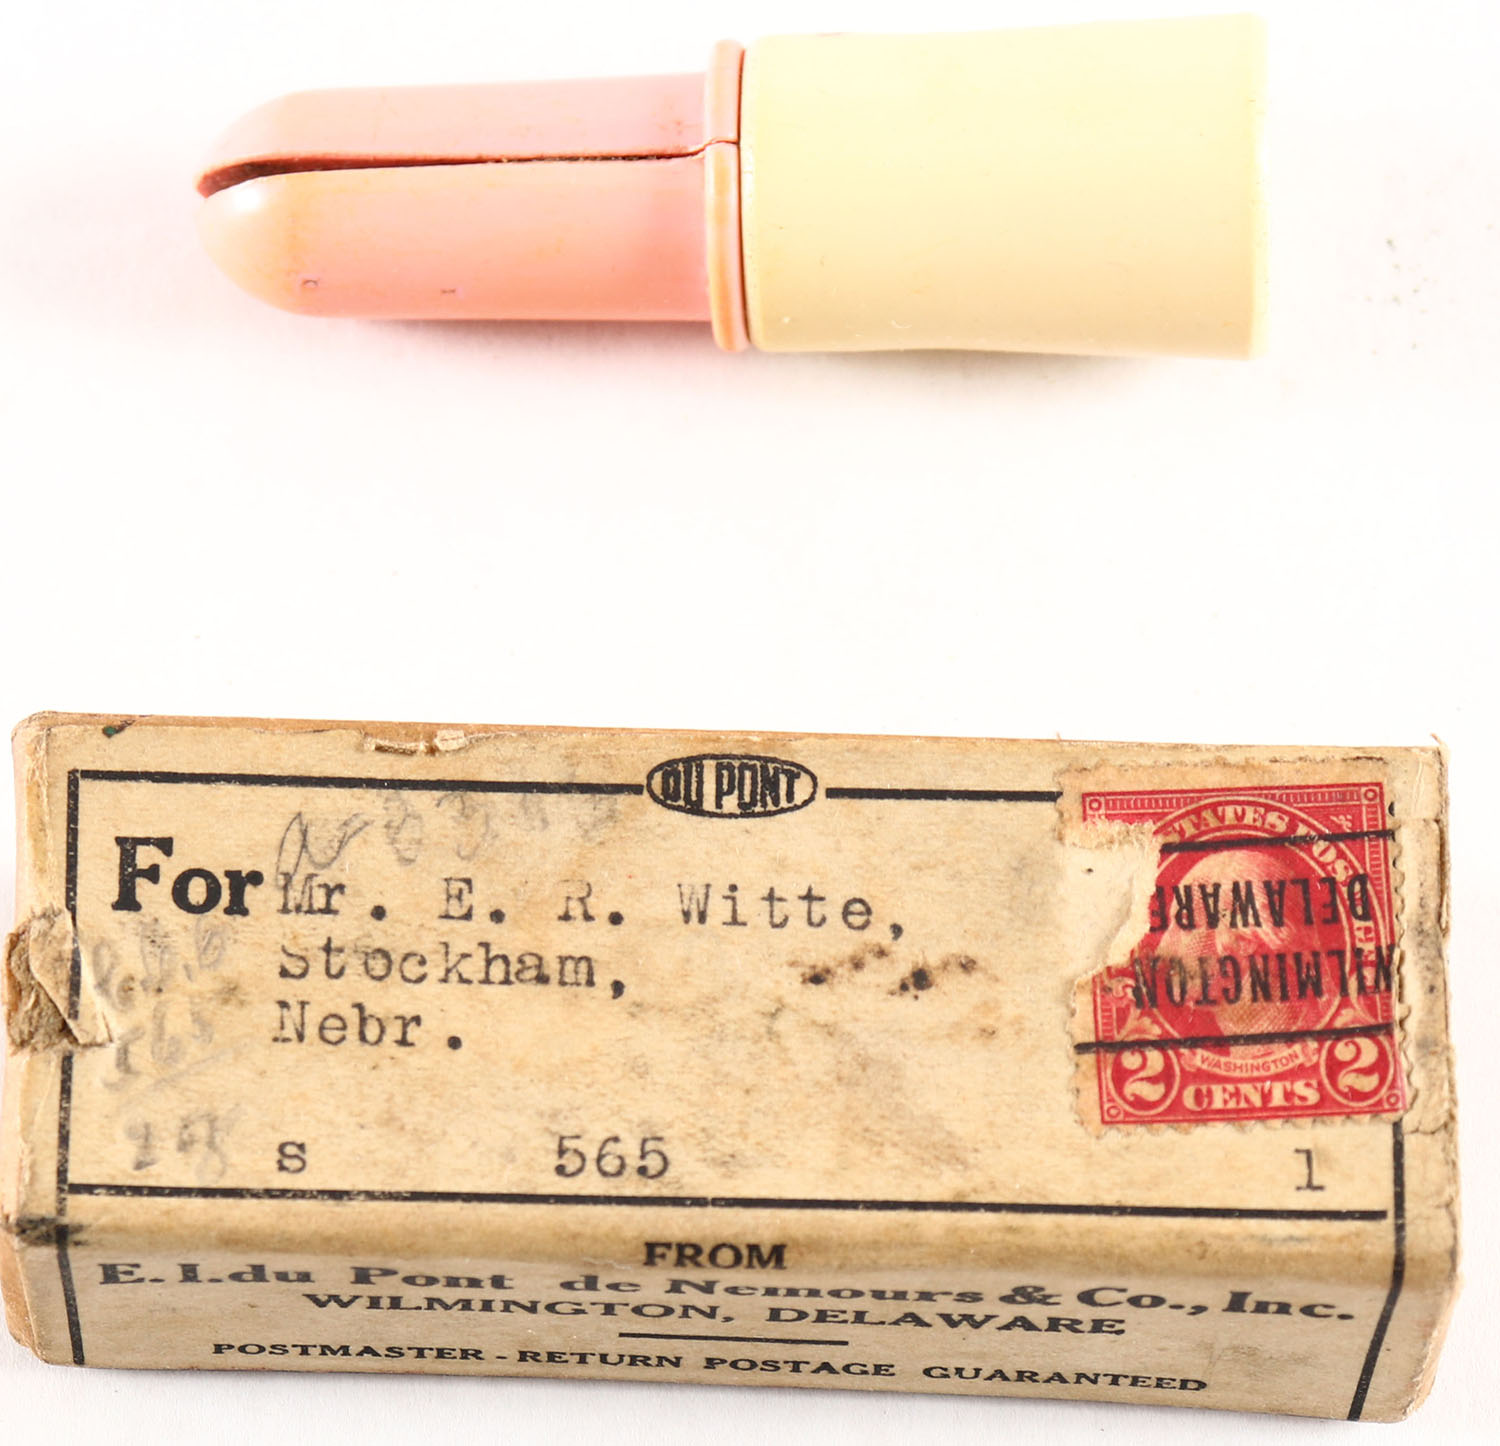 DU PONT
For Mr. E. R. Witte,
Stockham,
Nebr.
s 565 1
STATES POS
DELAWARE
WILMINGTON
WASHINGTON
2 CENTS 2
FROM
E. I. du Pont de Nemours & Co., Inc.
WILMINGTON, DELAWARE
POSTMASTER - RETURN POSTAGE GUARANTEED